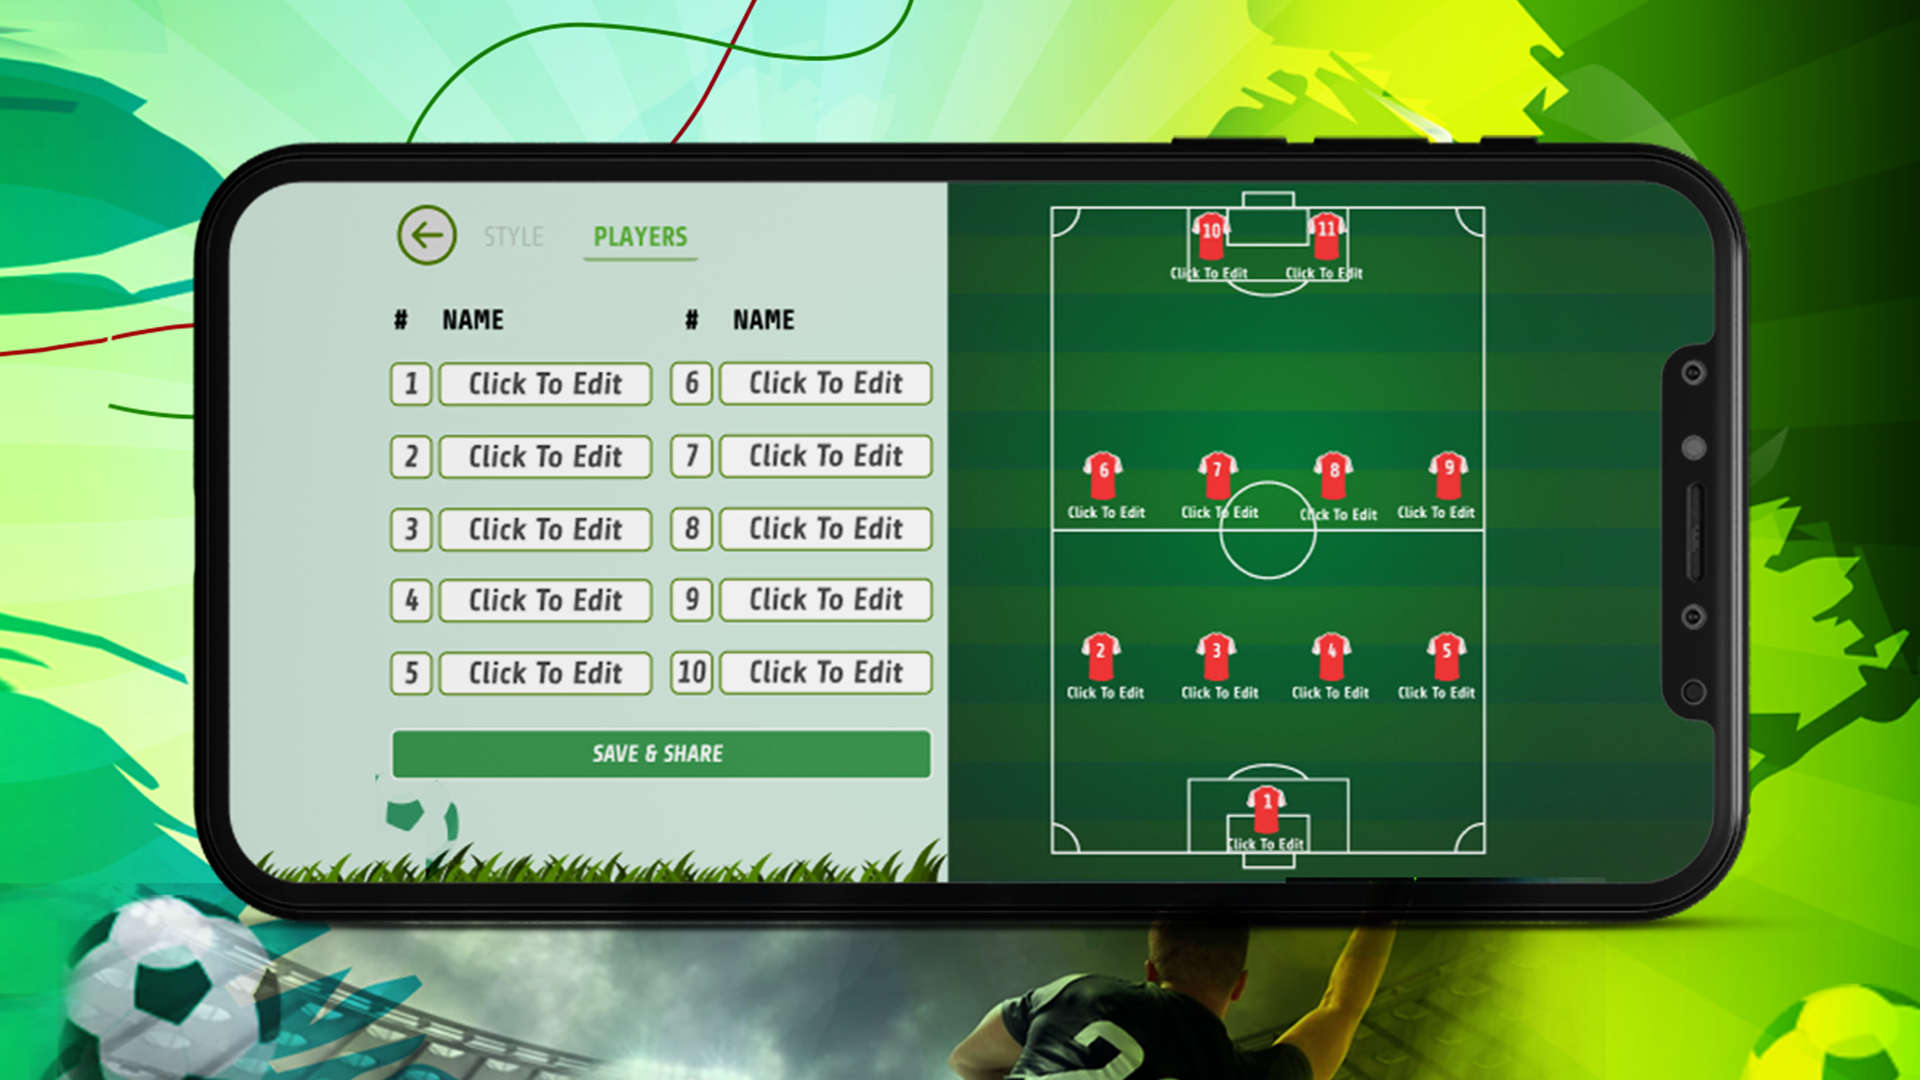 STYLE PLAYERS
# NAME # NAME
1 Click To Edit 6 Click To Edit
2 Click To Edit 7 Click To Edit
3 Click To Edit 8 Click To Edit
4 Click To Edit 9 Click To Edit
5 Click To Edit 10 Click To Edit
SAVE & SHARE
10 11
Click To Edit Click To Edit
6 7 8 9
Click To Edit Click To Edit Click To Edit Click To Edit
2 3 4 5
Click To Edit Click To Edit Click To Edit Click To Edit
1
Click To Edit
2